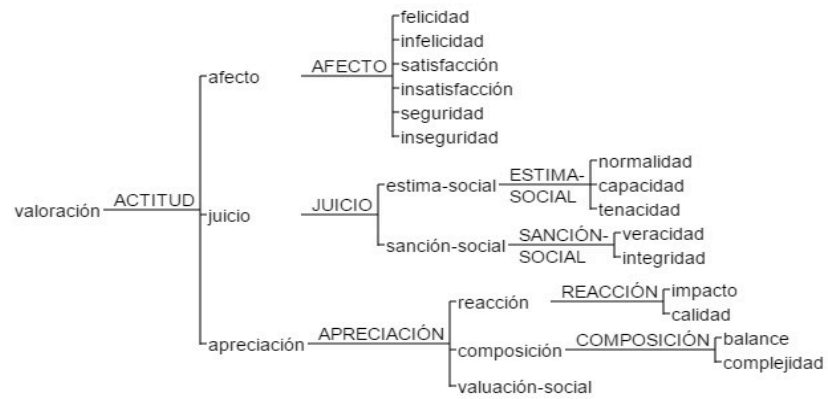 felicidad
infelicidad
afecto AFECTO satisfacción
insatisfacción
seguridad
inseguridad
valoración ACTITUD
juicio JUICIO
estima-social ESTIMA-
SOCIAL
normalidad
capacidad
tenacidad
sanción-social SANCIÓN-
SOCIAL
veracidad
integridad
apreciación APRECIACIÓN
reacción REACCIÓN
impacto
calidad
composición COMPOSICIÓN
balance
complejidad
valuación-social